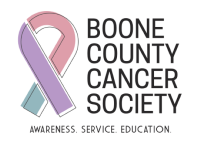 BOONE
COUNTY
CANCER
SOCIETY
AWARENESS. SERVICE. EDUCATION.